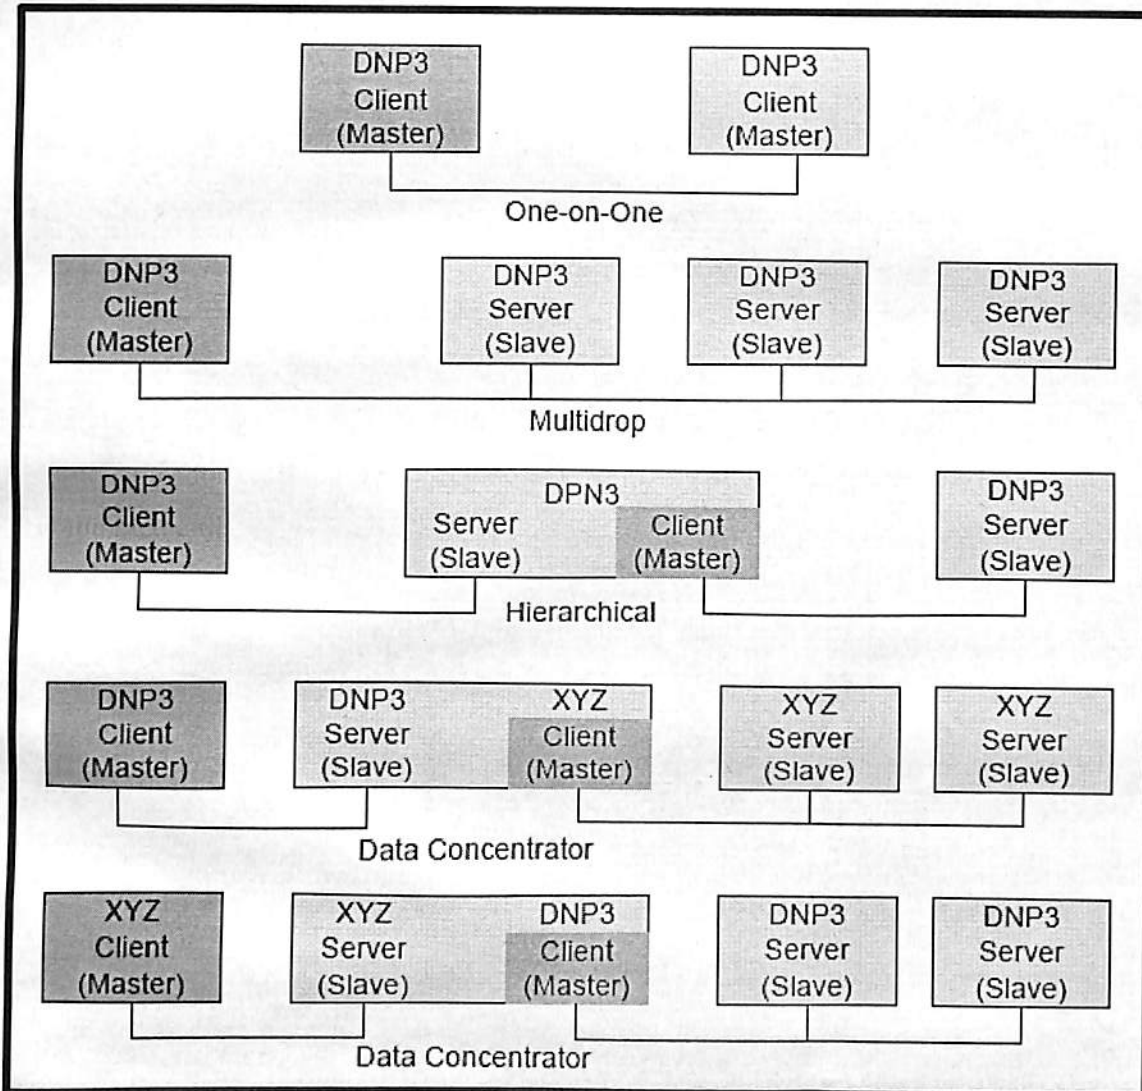 DNP3
Client
(Master)
DNP3
Client
(Master)
One-on-One
DNP3
Client
(Master)
DNP3
Server
(Slave)
DNP3
Server
(Slave)
DNP3
Server
(Slave)
Multidrop
DNP3
Client
(Master)
DPN3
Server
(Slave)
Client
(Master)
DNP3
Server
(Slave)
Hierarchical
DNP3
Client
(Master)
DNP3
Server
(Slave)
XYZ
Client
(Master)
XYZ
Server
(Slave)
XYZ
Server
(Slave)
Data Concentrator
XYZ
Client
(Master)
XYZ
Server
(Slave)
DNP3
Client
(Master)
DNP3
Server
(Slave)
DNP3
Server
(Slave)
Data Concentrator